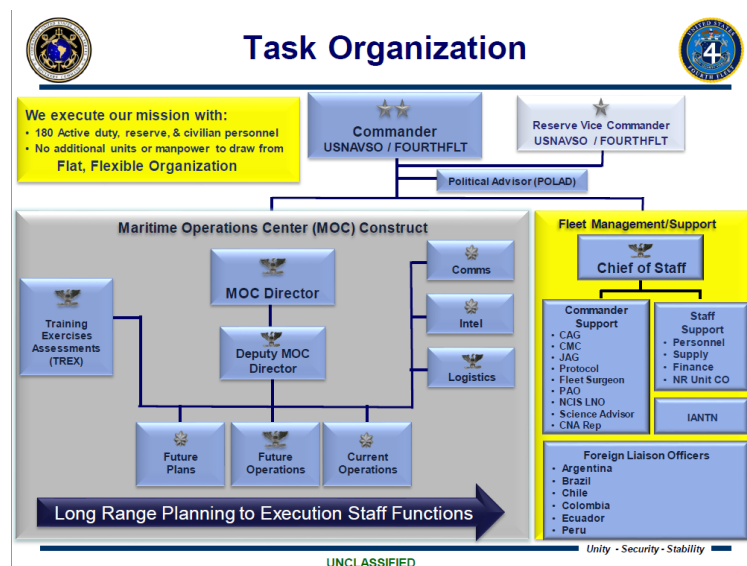 Task Organization
UNITED STATES
FOURTH FLEET
4
We execute our mission with:
• 180 Active duty, reserve, & civilian personnel
• No additional units or manpower to draw from
Flat, Flexible Organization
Commander
USNAVSO / FOURTHFLT
Reserve Vice Commander
USNAVSO / FOURTHFLT
Political Advisor (POLAD)
Maritime Operations Center (MOC) Construct
Training
Exercises
Assessments
(TREX)
MOC Director
Deputy MOC
Director
Comms
Intel
Logistics
Future
Plans
Future
Operations
Current
Operations
Long Range Planning to Execution Staff Functions
Fleet Management/Support
Chief of Staff
Commander
Support
• CAG
• CMC
• JAG
• Protocol
• Fleet Surgeon
• PAO
• NCIS LNO
• Science Advisor
• CNA Rep
Staff
Support
• Personnel
• Supply
• Finance
• NR Unit CO
IANTN
Foreign Liaison Officers
• Argentina
• Brazil
• Chile
• Colombia
• Ecuador
• Peru
Unity - Security - Stability
UNCLASSIFIED